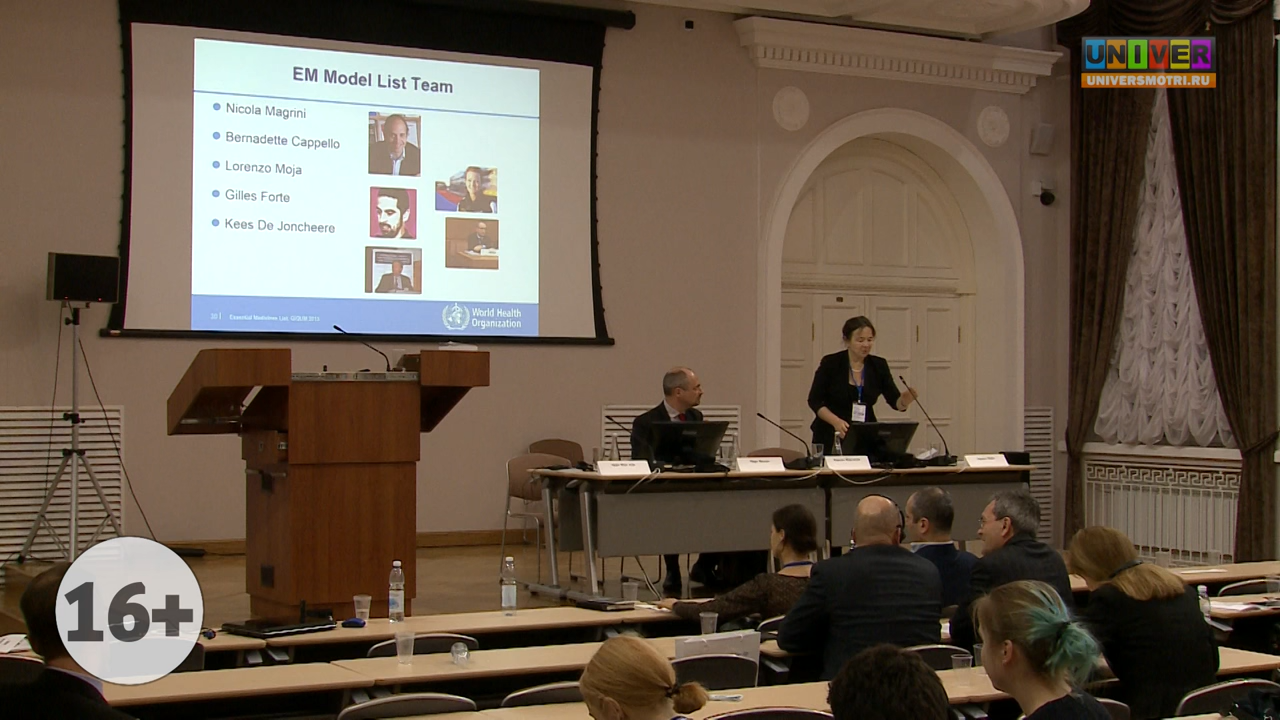 UNIVER
UNIVERSMOTRI.RU
EM Model List Team
Nicola Magrini
Bernadette Cappello
Lorenzo Moja
Gilles Forte
Kees De Joncheere
World Health
Organization
16+